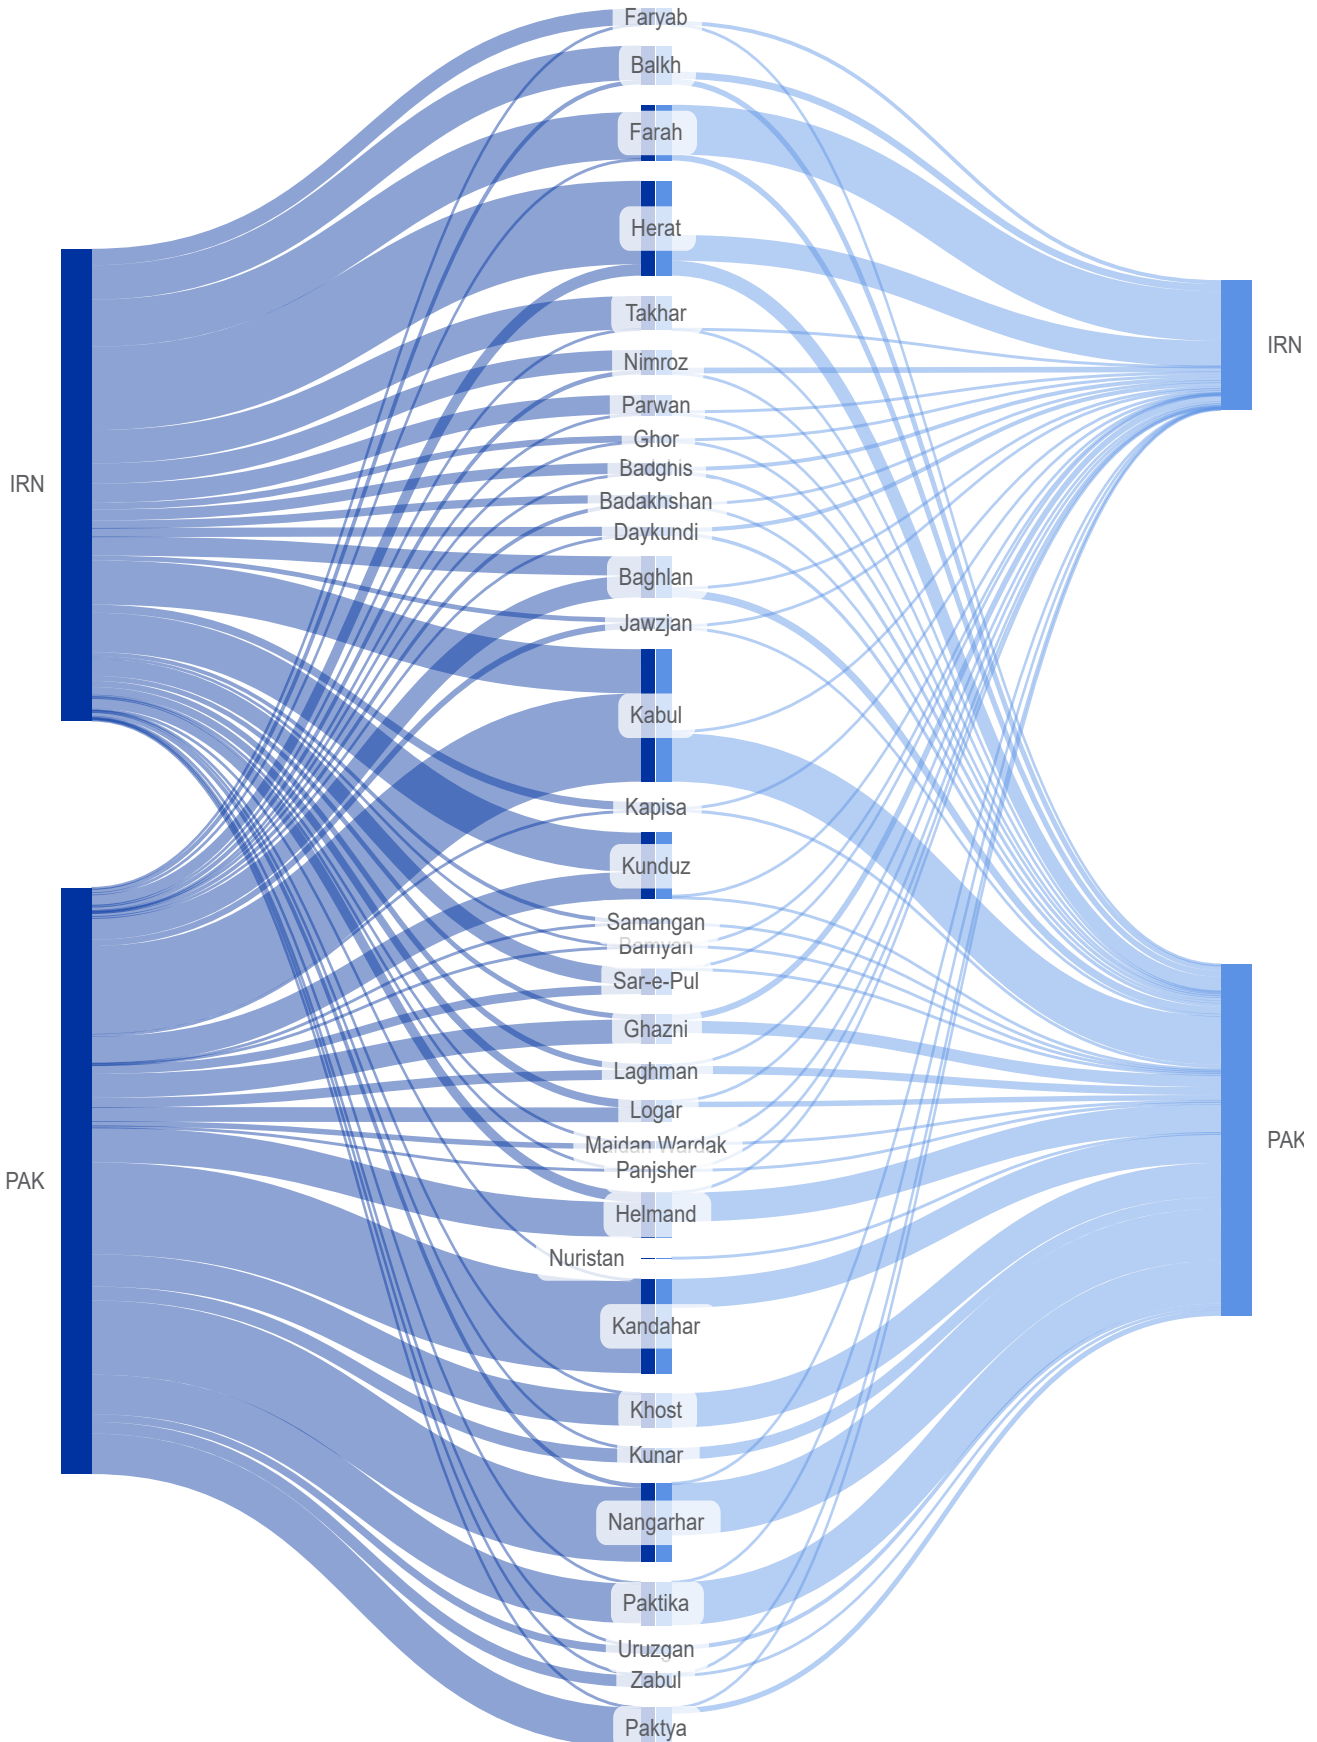 Faryab
Balkh
Farah
Herat
Takhar
IRN
Nimroz
Parwan
Ghor
Badghis
IRN
Badakhshan
Daykundi
Baghlan
Jawzjan
Kabul
Kapisa
Kunduz
Samangan
Bamyan
Sar-e-Pul
Ghazni
Laghman
Logar
PAK
Maidan Wardak
Panjsher
PAK
Helmand
Nuristan
Kandahar
Khost
Kunar
Nangarhar
Paktika
Uruzgan
Zabul
Paktya